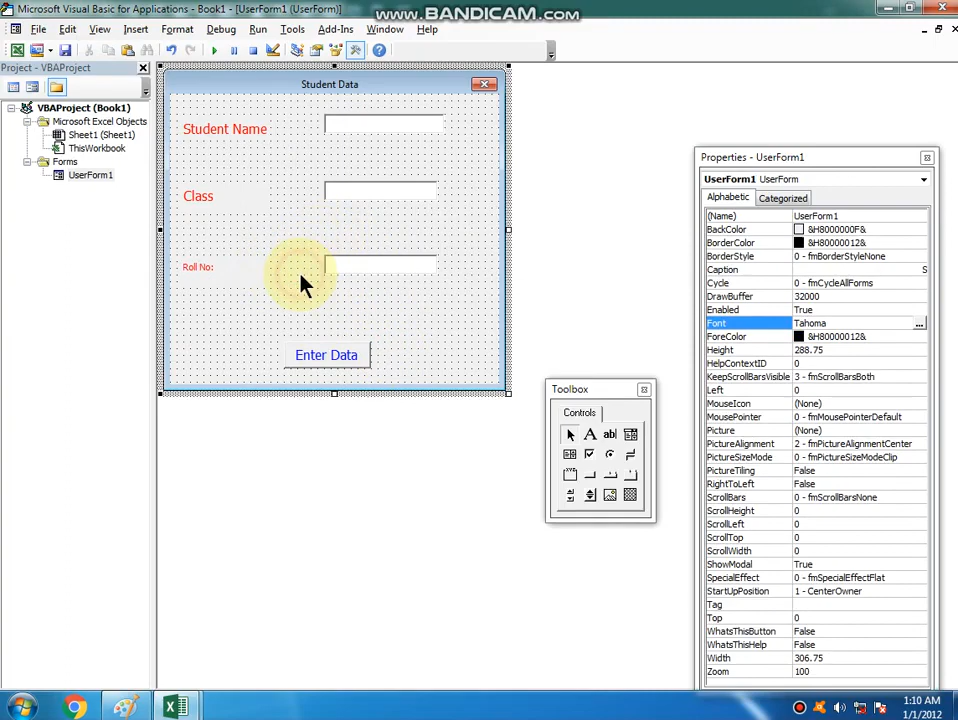 Microsoft Visual Basic for Applications - Book1 - [UserForm1 (UserForm)]
www.BANDICAM.com
File Edit View Insert Format Debug Run Tools Add-Ins Window Help
Project - VBAProject
VBAProject (Book1)
Microsoft Excel Objects
Sheet1 (Sheet1)
ThisWorkbook
Forms
UserForm1
Student Data
Student Name
Class
Roll No:
Enter Data
Toolbox
Controls
A ab|
Properties - UserForm1
UserForm1 UserForm
Alphabetic Categorized
(Name) UserForm1
BackColor &H8000000F&
BorderColor &H80000012&
BorderStyle 0 - fmBorderStyleNone
Caption S
Cycle 0 - fmCycleAllForms
DrawBuffer 32000
Enabled True
Font Tahoma ...
ForeColor &H80000012&
Height 288.75
HelpContextID 0
KeepScrollBarsVisible 3 - fmScrollBarsBoth
Left 0
MouseIcon (None)
MousePointer 0 - fmMousePointerDefault
Picture (None)
PictureAlignment 2 - fmPictureAlignmentCenter
PictureSizeMode 0 - fmPictureSizeModeClip
PictureTiling False
RightToLeft False
ScrollBars 0 - fmScrollBarsNone
ScrollHeight 0
ScrollLeft 0
ScrollTop 0
ScrollWidth 0
ShowModal True
SpecialEffect 0 - fmSpecialEffectFlat
StartUpPosition 1 - CenterOwner
Tag
Top 0
WhatsThisButton False
WhatsThisHelp False
Width 306.75
Zoom 100
1:10 AM
1/1/2012